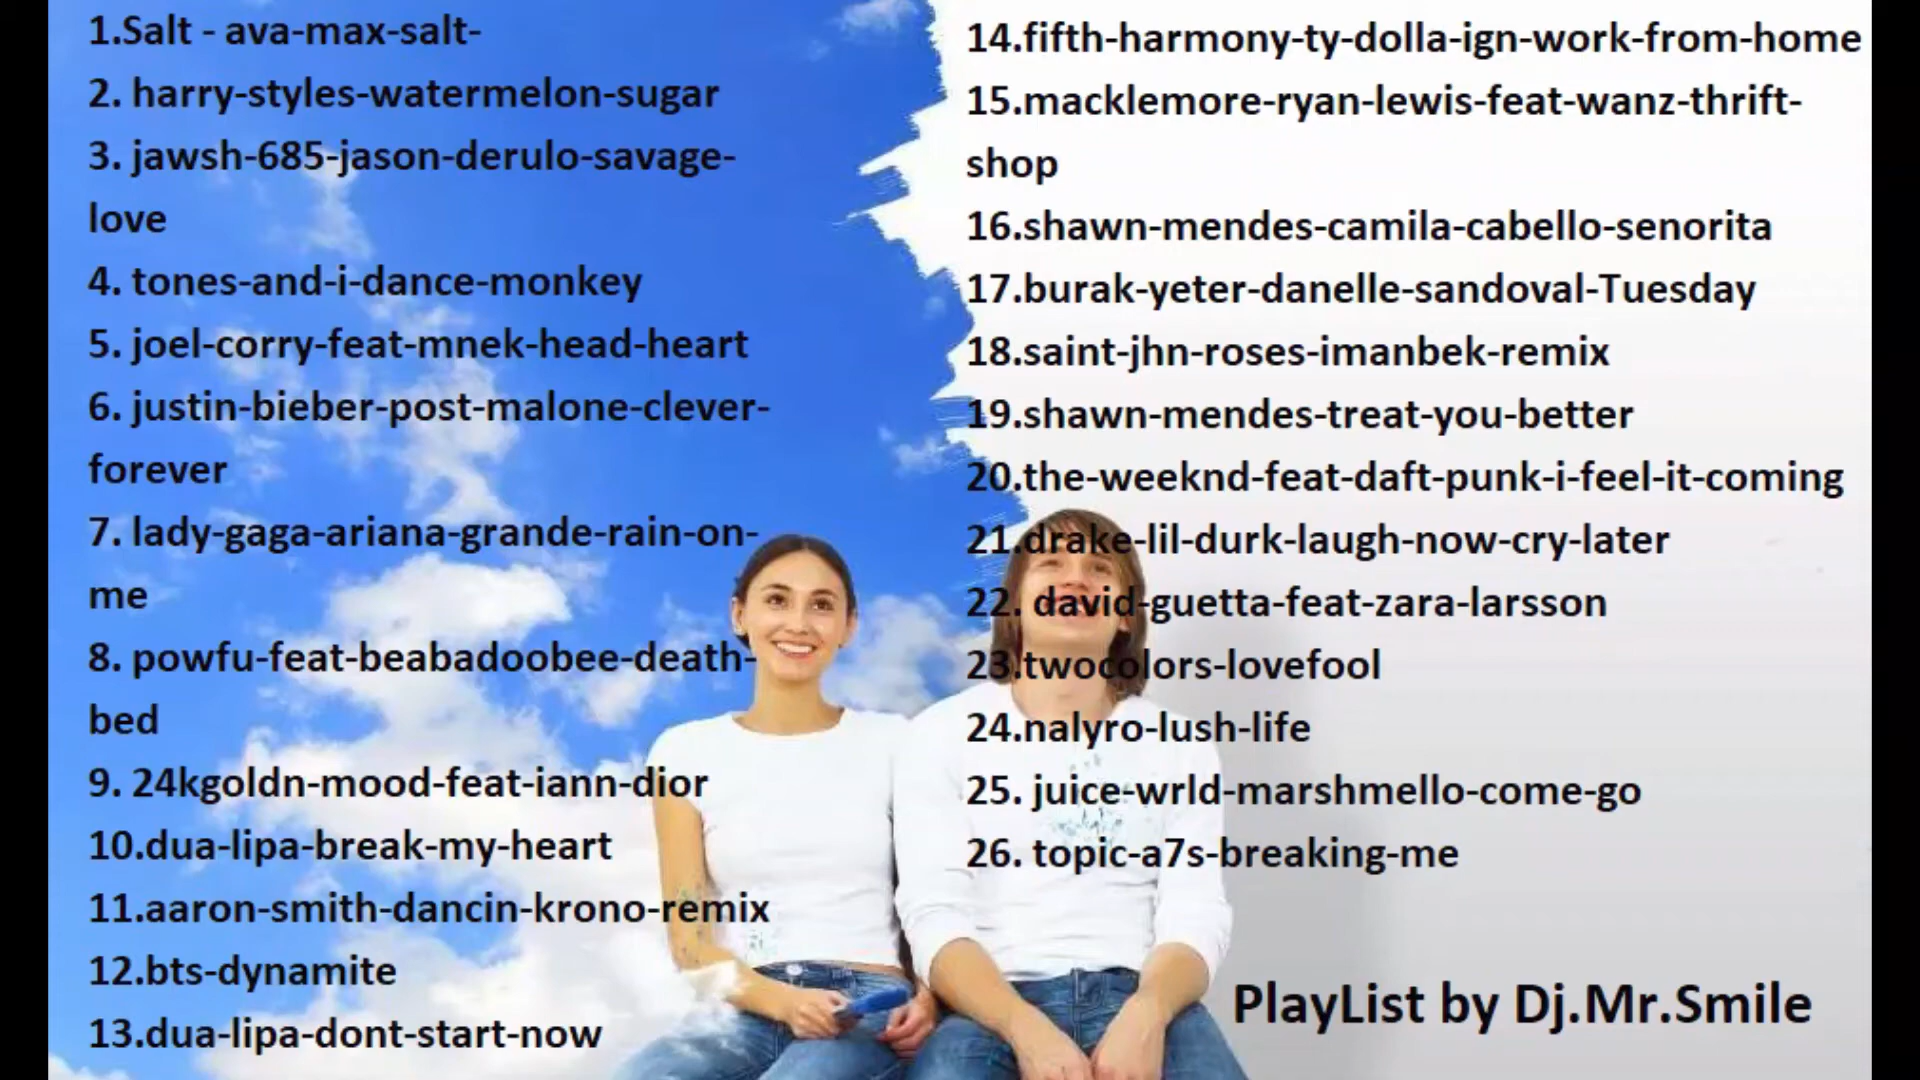 1.Salt - ava-max-salt-
2. harry-styles-watermelon-sugar
3. jawsh-685-jason-derulo-savage-
love
4. tones-and-i-dance-monkey
5. joel-corry-feat-mnek-head-heart
6. justin-bieber-post-malone-clever-
forever
7. lady-gaga-ariana-grande-rain-on-
me
8. powfu-feat-beabadoobee-death-
bed
9. 24kgoldn-mood-feat-iann-dior
10.dua-lipa-break-my-heart
11.aaron-smith-dancin-krono-remix
12.bts-dynamite
13.dua-lipa-dont-start-now
14.fifth-harmony-ty-dolla-ign-work-from-home
15.macklemore-ryan-lewis-feat-wanz-thrift-
shop
16.shawn-mendes-camila-cabello-senorita
17.burak-yeter-danelle-sandoval-Tuesday
18.saint-jhn-roses-imanbek-remix
19.shawn-mendes-treat-you-better
20.the-weeknd-feat-daft-punk-i-feel-it-coming
21.drake-lil-durk-laugh-now-cry-later
22. david-guetta-feat-zara-larsson
23.twocolors-lovefool
24.nalyro-lush-life
25. juice-wrld-marshmello-come-go
26. topic-a7s-breaking-me
PlayList by Dj.Mr.Smile